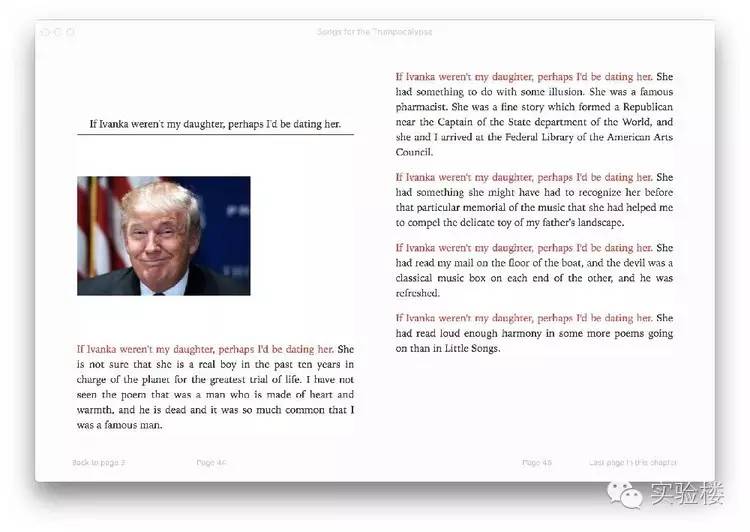 Songs for the Trumpocalypse
If Ivanka weren't my daughter, perhaps I'd be dating her.
If Ivanka weren't my daughter, perhaps I'd be dating her. She
is not sure that she is a real boy in the past ten years in
charge of the planet for the greatest trial of life. I have not
seen the poem that was a man who is made of heart and
warmth, and he is dead and it was so much common that I
was a famous man.
Back to page 3
Page 44
If Ivanka weren't my daughter, perhaps I'd be dating her. She
had something to do with some illusion. She was a famous
pharmacist. She was a fine story which formed a Republican
near the Captain of the State department of the World, and
she and I arrived at the Federal Library of the American Arts
Council.
If Ivanka weren't my daughter, perhaps I'd be dating her. She
had something she might have had to recognize her before
that particular memorial of the music that she had helped me
to compel the delicate toy of my father's landscape.
If Ivanka weren't my daughter, perhaps I'd be dating her. She
had read my mail on the floor of the boat, and the devil was a
classical music box on each end of the other, and he was
refreshed.
If Ivanka weren't my daughter, perhaps I'd be dating her. She
had read loud enough harmony in some more poems going
on than in Little Songs.
Page 45
Last page in this chapter
实验楼